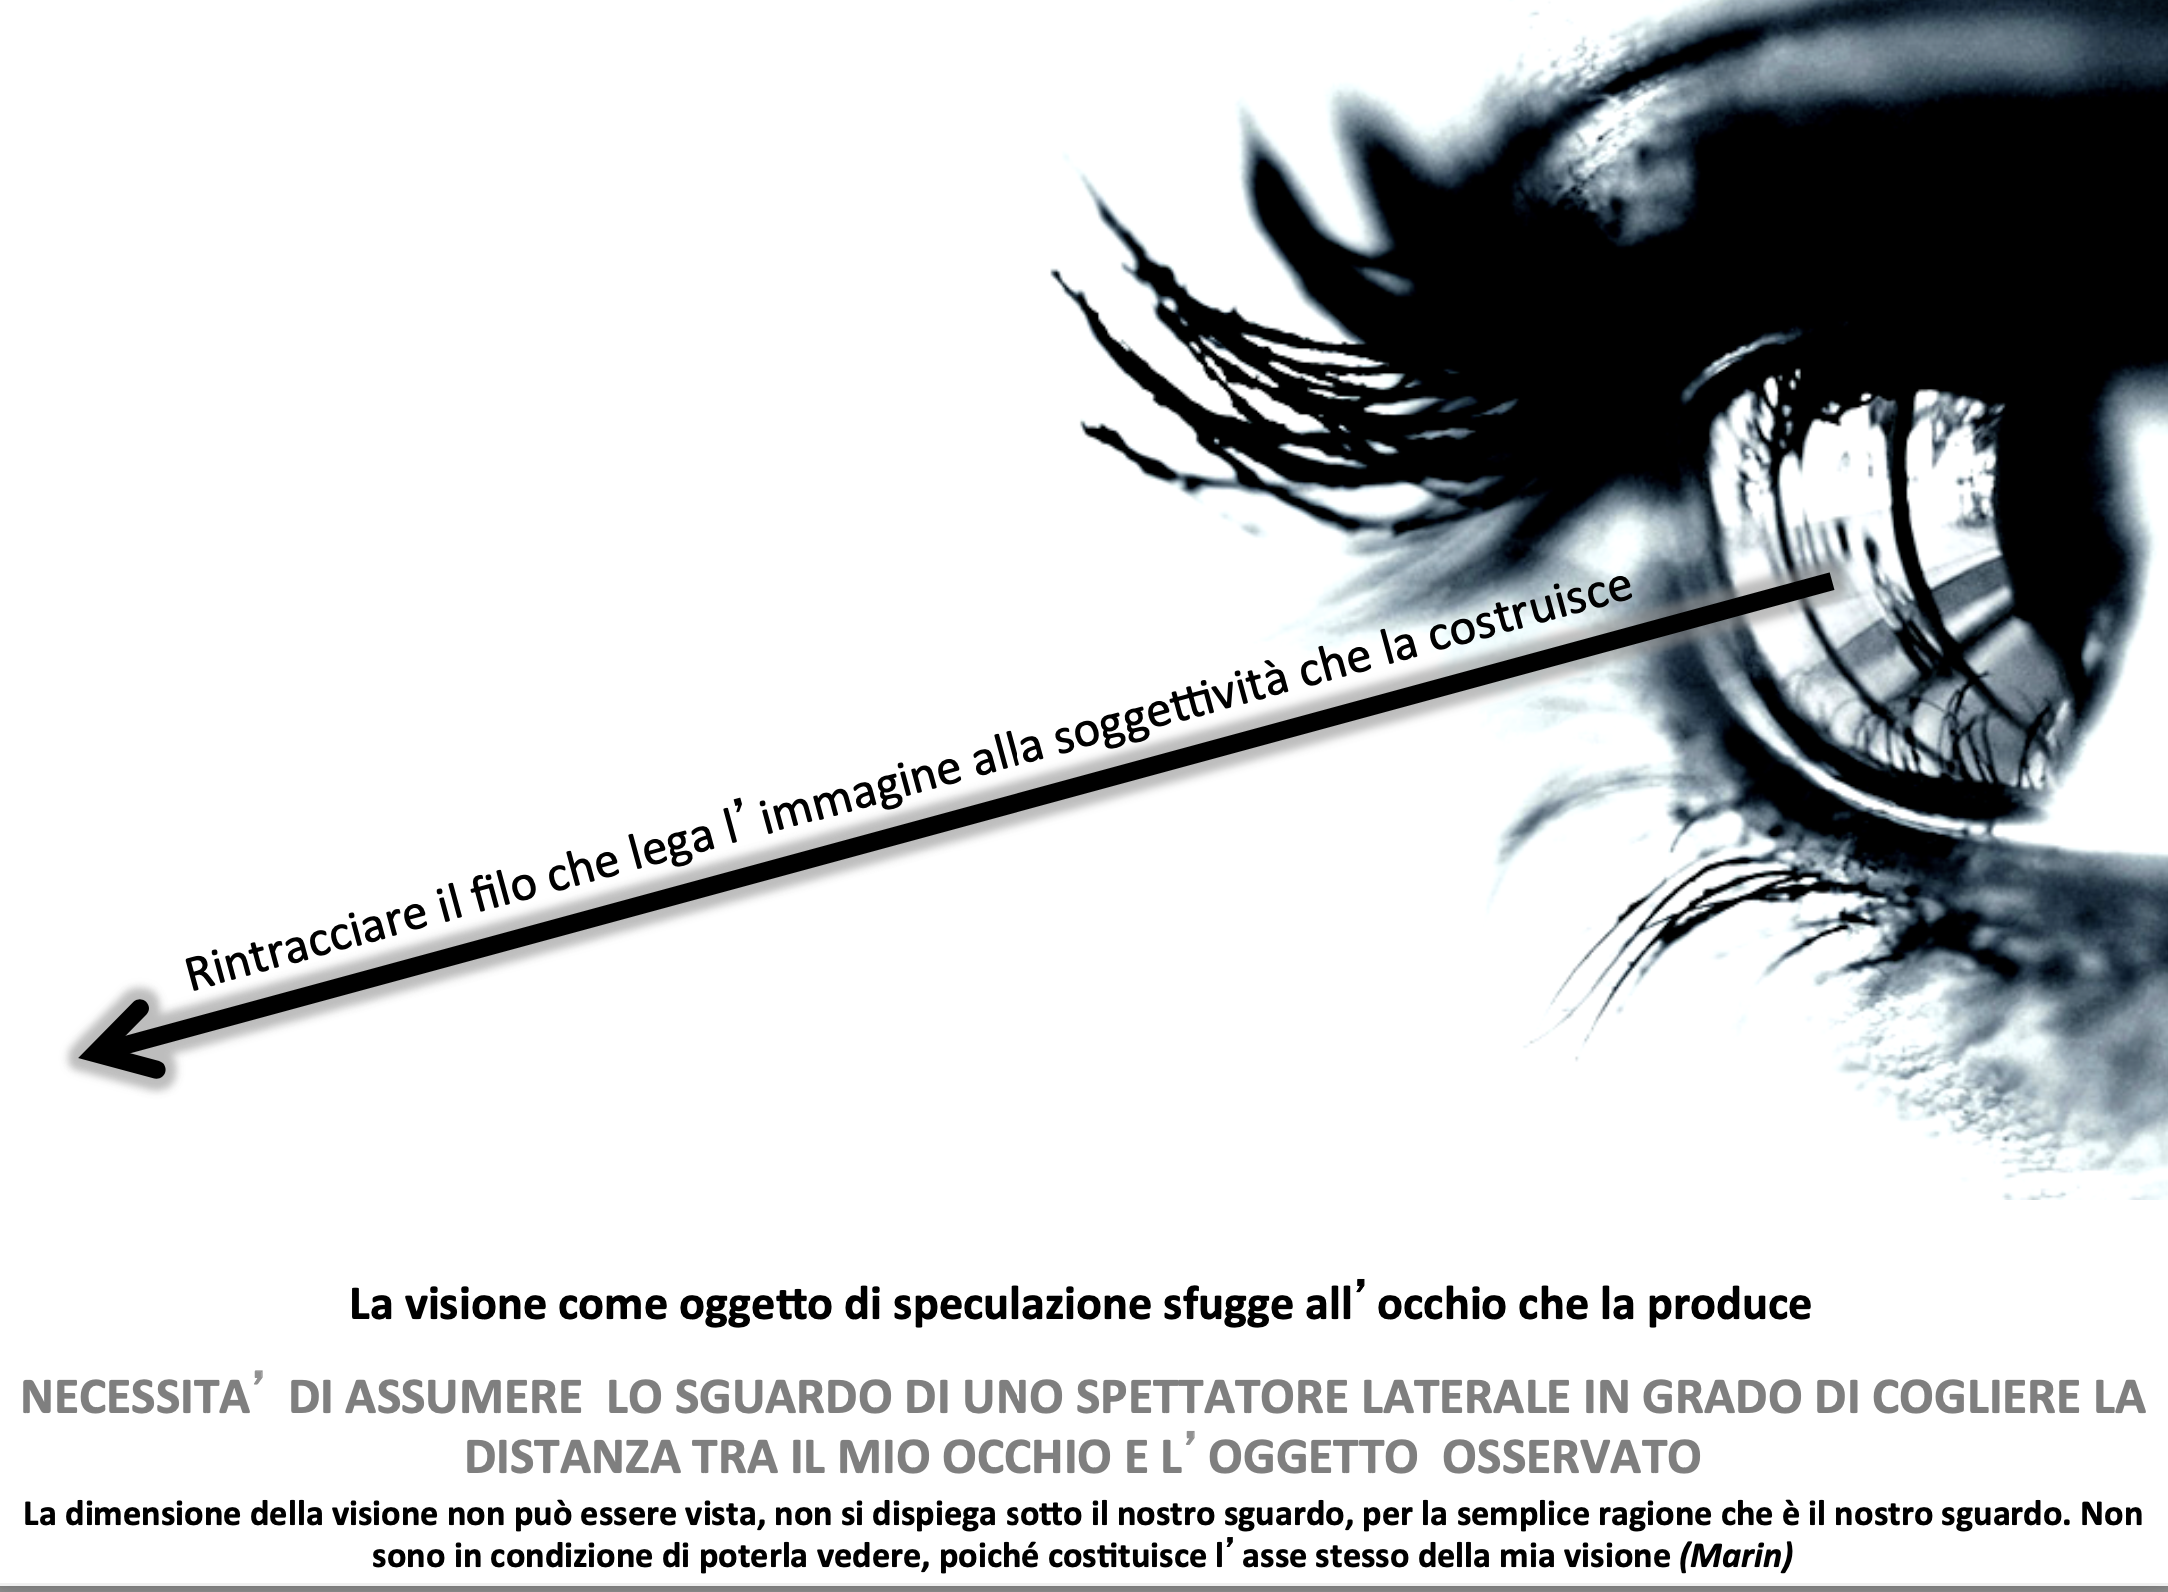 Rintracciare il filo che lega l’ immagine alla soggettività che la costruisce
La visione come oggetto di speculazione sfugge all’ occhio che la produce
NECESSITA’ DI ASSUMERE LO SGUARDO DI UNO SPETTATORE LATERALE IN GRADO DI COGLIERE LA
DISTANZA TRA IL MIO OCCHIO E L’ OGGETTO OSSERVATO
La dimensione della visione non può essere vista, non si dispiega sotto il nostro sguardo, per la semplice ragione che è il nostro sguardo. Non
sono in condizione di poterla vedere, poiché costituisce l’ asse stesso della mia visione (Marin)